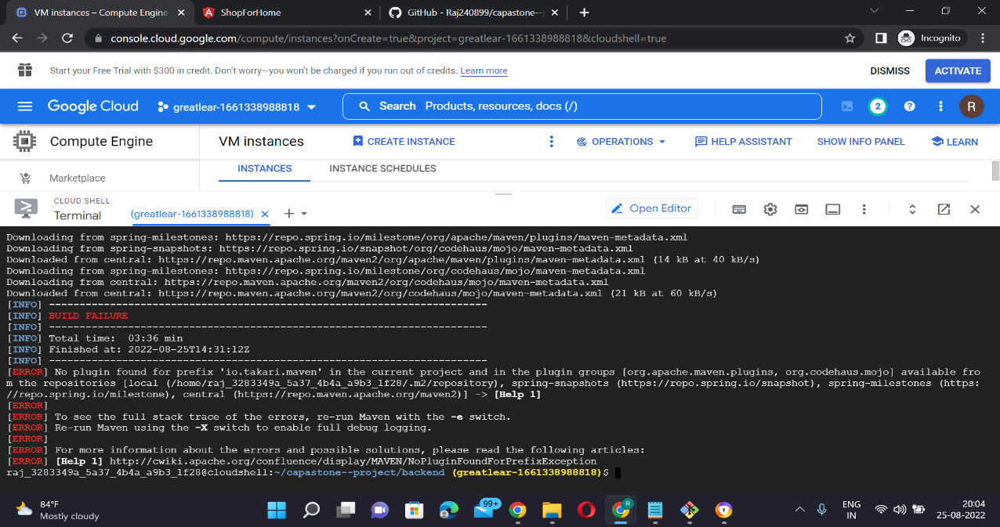 VM instances – Compute Engine
ShopForHome
GitHub - Raj240899/capastone--
console.cloud.google.com/compute/instances?onCreate=true&project=greatlear-1661338988818&cloudshell=true
Incognito
Start your Free Trial with $300 in credit. Don't worry—you won't be charged if you run out of credits. Learn more
DISMISS
ACTIVATE
Google Cloud
greatlear-1661338988818
Search Products, resources, docs (/)
2
R
Compute Engine
VM instances
CREATE INSTANCE
OPERATIONS
HELP ASSISTANT
SHOW INFO PANEL
LEARN
Marketplace
INSTANCES
INSTANCE SCHEDULES
CLOUD SHELL
Terminal
(greatlear-1661338988818)
Open Editor
Downloading from spring-milestones: https://repo.spring.io/milestone/org/apache/maven/plugins/maven-metadata.xml
Downloading from spring-snapshots: https://repo.spring.io/snapshot/org/codehaus/mojo/maven-metadata.xml
Downloaded from central: https://repo.maven.apache.org/maven2/org/apache/maven/plugins/maven-metadata.xml (14 kB at 40 kB/s)
Downloading from spring-milestones: https://repo.spring.io/milestone/org/codehaus/mojo/maven-metadata.xml
Downloading from central: https://repo.maven.apache.org/maven2/org/codehaus/mojo/maven-metadata.xml
Downloaded from central: https://repo.maven.apache.org/maven2/org/codehaus/mojo/maven-metadata.xml (21 kB at 60 kB/s)
[INFO] ------------------------------------------------------------------------
[INFO] BUILD FAILURE
[INFO] ------------------------------------------------------------------------
[INFO] Total time:  03:36 min
[INFO] Finished at: 2022-08-25T14:31:12Z
[INFO] ------------------------------------------------------------------------
[ERROR] No plugin found for prefix 'io.takari.maven' in the current project and in the plugin groups [org.apache.maven.plugins, org.codehaus.mojo] available fro
m the repositories [local (/home/raj_3283349a_5a37_4b4a_a9b3_1f28/.m2/repository), spring-snapshots (https://repo.spring.io/snapshot), spring-milestones (https:
//repo.spring.io/milestone), central (https://repo.maven.apache.org/maven2)] -> [Help 1]
[ERROR]
[ERROR] To see the full stack trace of the errors, re-run Maven with the -e switch.
[ERROR] Re-run Maven using the -X switch to enable full debug logging.
[ERROR]
[ERROR] For more information about the errors and possible solutions, please read the following articles:
[ERROR] [Help 1] http://cwiki.apache.org/confluence/display/MAVEN/NoPluginFoundForPrefixException
raj_3283349a_5a37_4b4a_a9b3_1f28@cloudshell:~/capastone--project/backend (greatlear-1661338988818)$
84°F
Mostly cloudy
99+
R
ENG
IN
20:04
25-08-2022